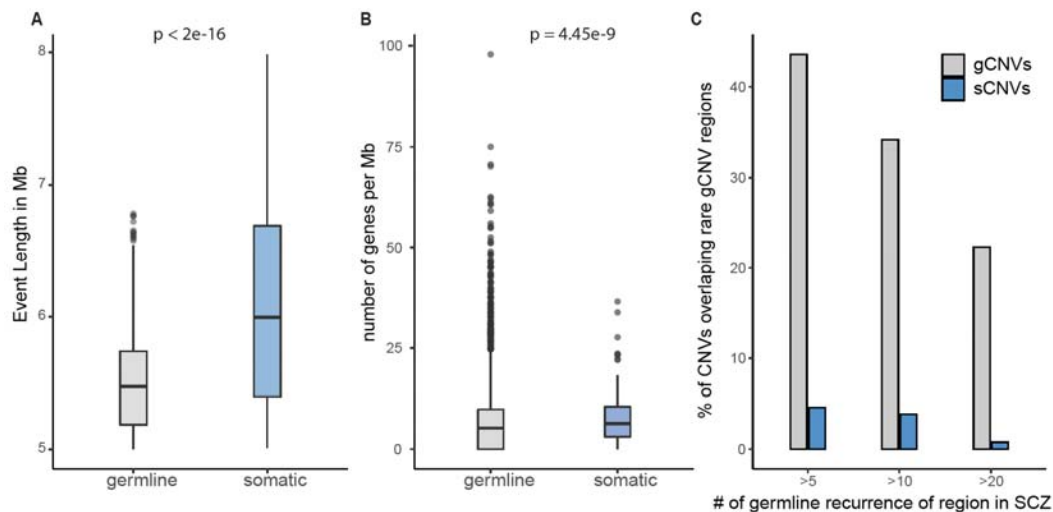 A
p < 2e-16
Event Length in Mb
8
7
6
5
germline
somatic
B
p = 4.45e-9
number of genes per Mb
100
75
50
25
0
germline
somatic
C
gCNVs
sCNVs
% of CNVs overlaping rare gCNV regions
40
30
20
10
0
>5
>10
>20
# of germline recurrence of region in SCZ